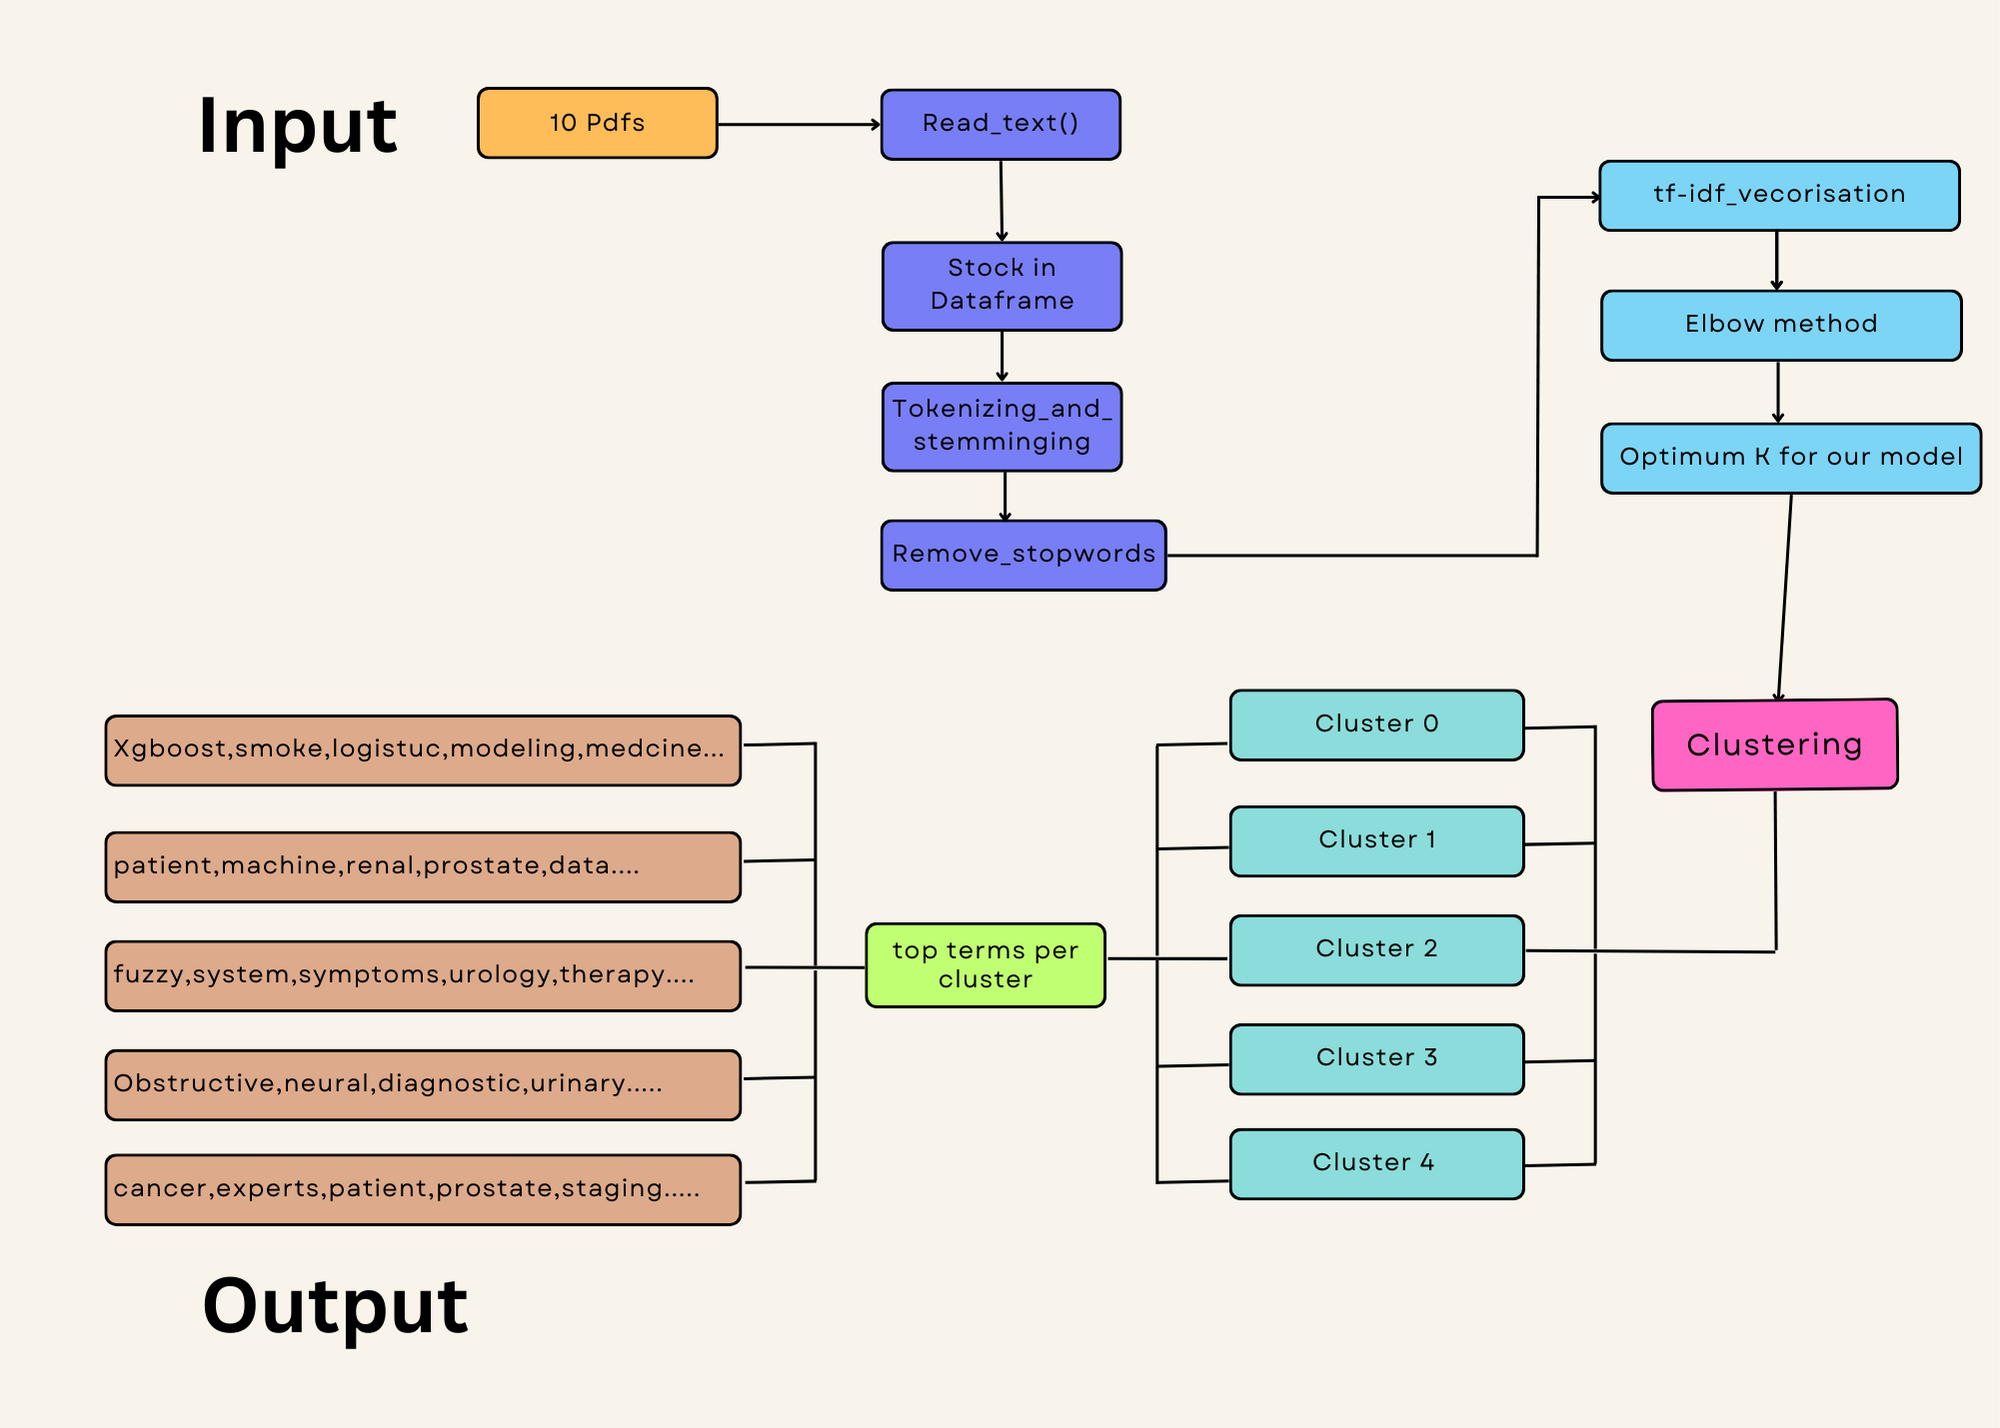 Input
10 Pdfs
Read_text()
Stock in
Dataframe
Tokenizing_and_
stemminging
Remove_stopwords
tf-idf_vecorisation
Elbow method
Optimum K for our model
Clustering
Cluster 0
Cluster 1
Cluster 2
Cluster 3
Cluster 4
top terms per
cluster
Xgboost,smoke,logistuc,modeling,medcine...
patient,machine,renal,prostate,data....
fuzzy,system,symptoms,urology,therapy....
Obstructive,neural,diagnostic,urinary.....
cancer,experts,patient,prostate,staging.....
Output